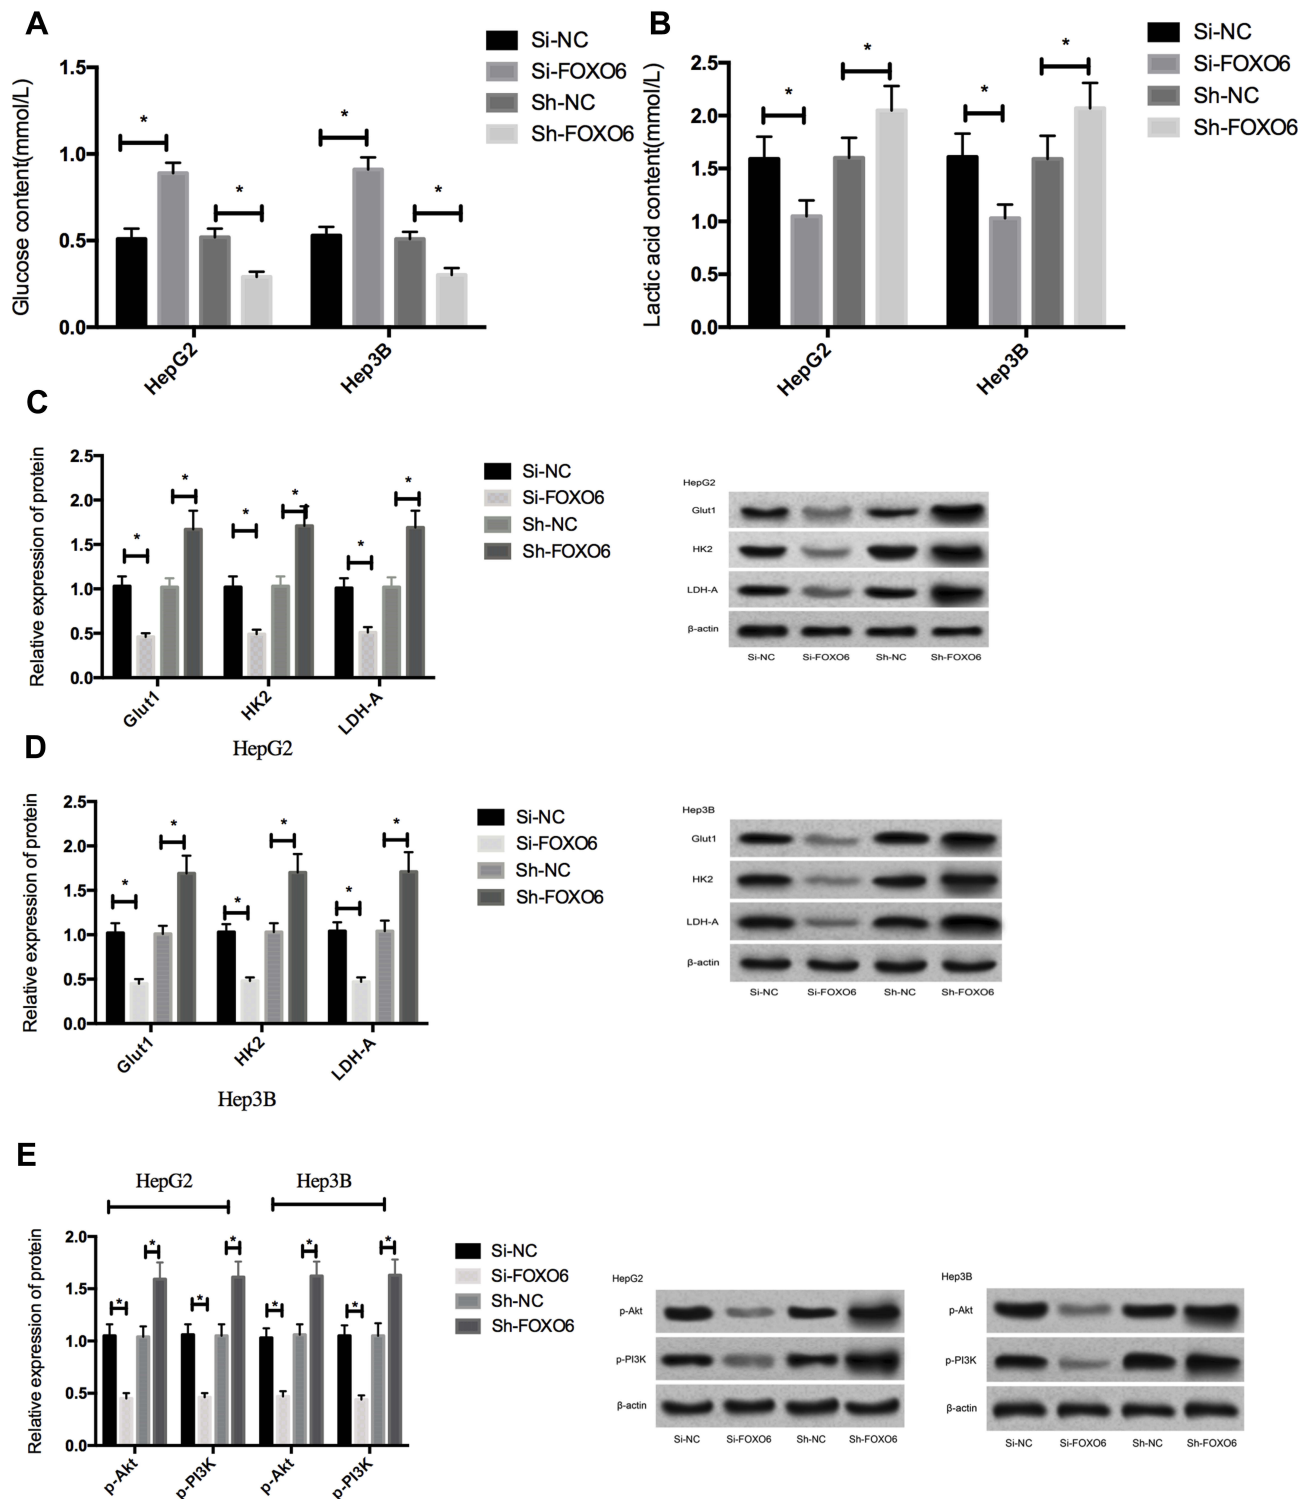 A
Si-NC
Si-FOXO6
Sh-NC
Sh-FOXO6
Glucose content(mmol/L)
1.5
1.0
0.5
0.0
*
*
*
*
HepG2
Hep3B
B
Si-NC
Si-FOXO6
Sh-NC
Sh-FOXO6
Lactic acid content(mmol/L)
2.5
2.0
1.5
1.0
0.5
0.0
*
*
*
*
HepG2
Hep3B
C
Relative expression of protein
2.5
2.0
1.5
1.0
0.5
0.0
*
*
*
*
*
*
Glut1
HK2
LDH-A
HepG2
Si-NC
Si-FOXO6
Sh-NC
Sh-FOXO6
HepG2
Glut1
HK2
LDH-A
β-actin
Si-NC Si-FOXO6 Sh-NC Sh-FOXO6
D
Relative expression of protein
2.5
2.0
1.5
1.0
0.5
0.0
*
*
*
*
*
*
Glut1
HK2
LDH-A
Hep3B
Si-NC
Si-FOXO6
Sh-NC
Sh-FOXO6
Hep3B
Glut1
HK2
LDH-A
β-actin
Si-NC Si-FOXO6 Sh-NC Sh-FOXO6
E
HepG2
Hep3B
Relative expression of protein
2.0
1.5
1.0
0.5
0.0
*
*
*
*
*
*
*
*
p-Akt
p-PI3K
p-Akt
p-PI3K
Si-NC
Si-FOXO6
Sh-NC
Sh-FOXO6
HepG2
p-Akt
p-PI3K
β-actin
Si-NC Si-FOXO6 Sh-NC Sh-FOXO6
Hep3B
p-Akt
p-PI3K
β-actin
Si-NC Si-FOXO6 Sh-NC Sh-FOXO6